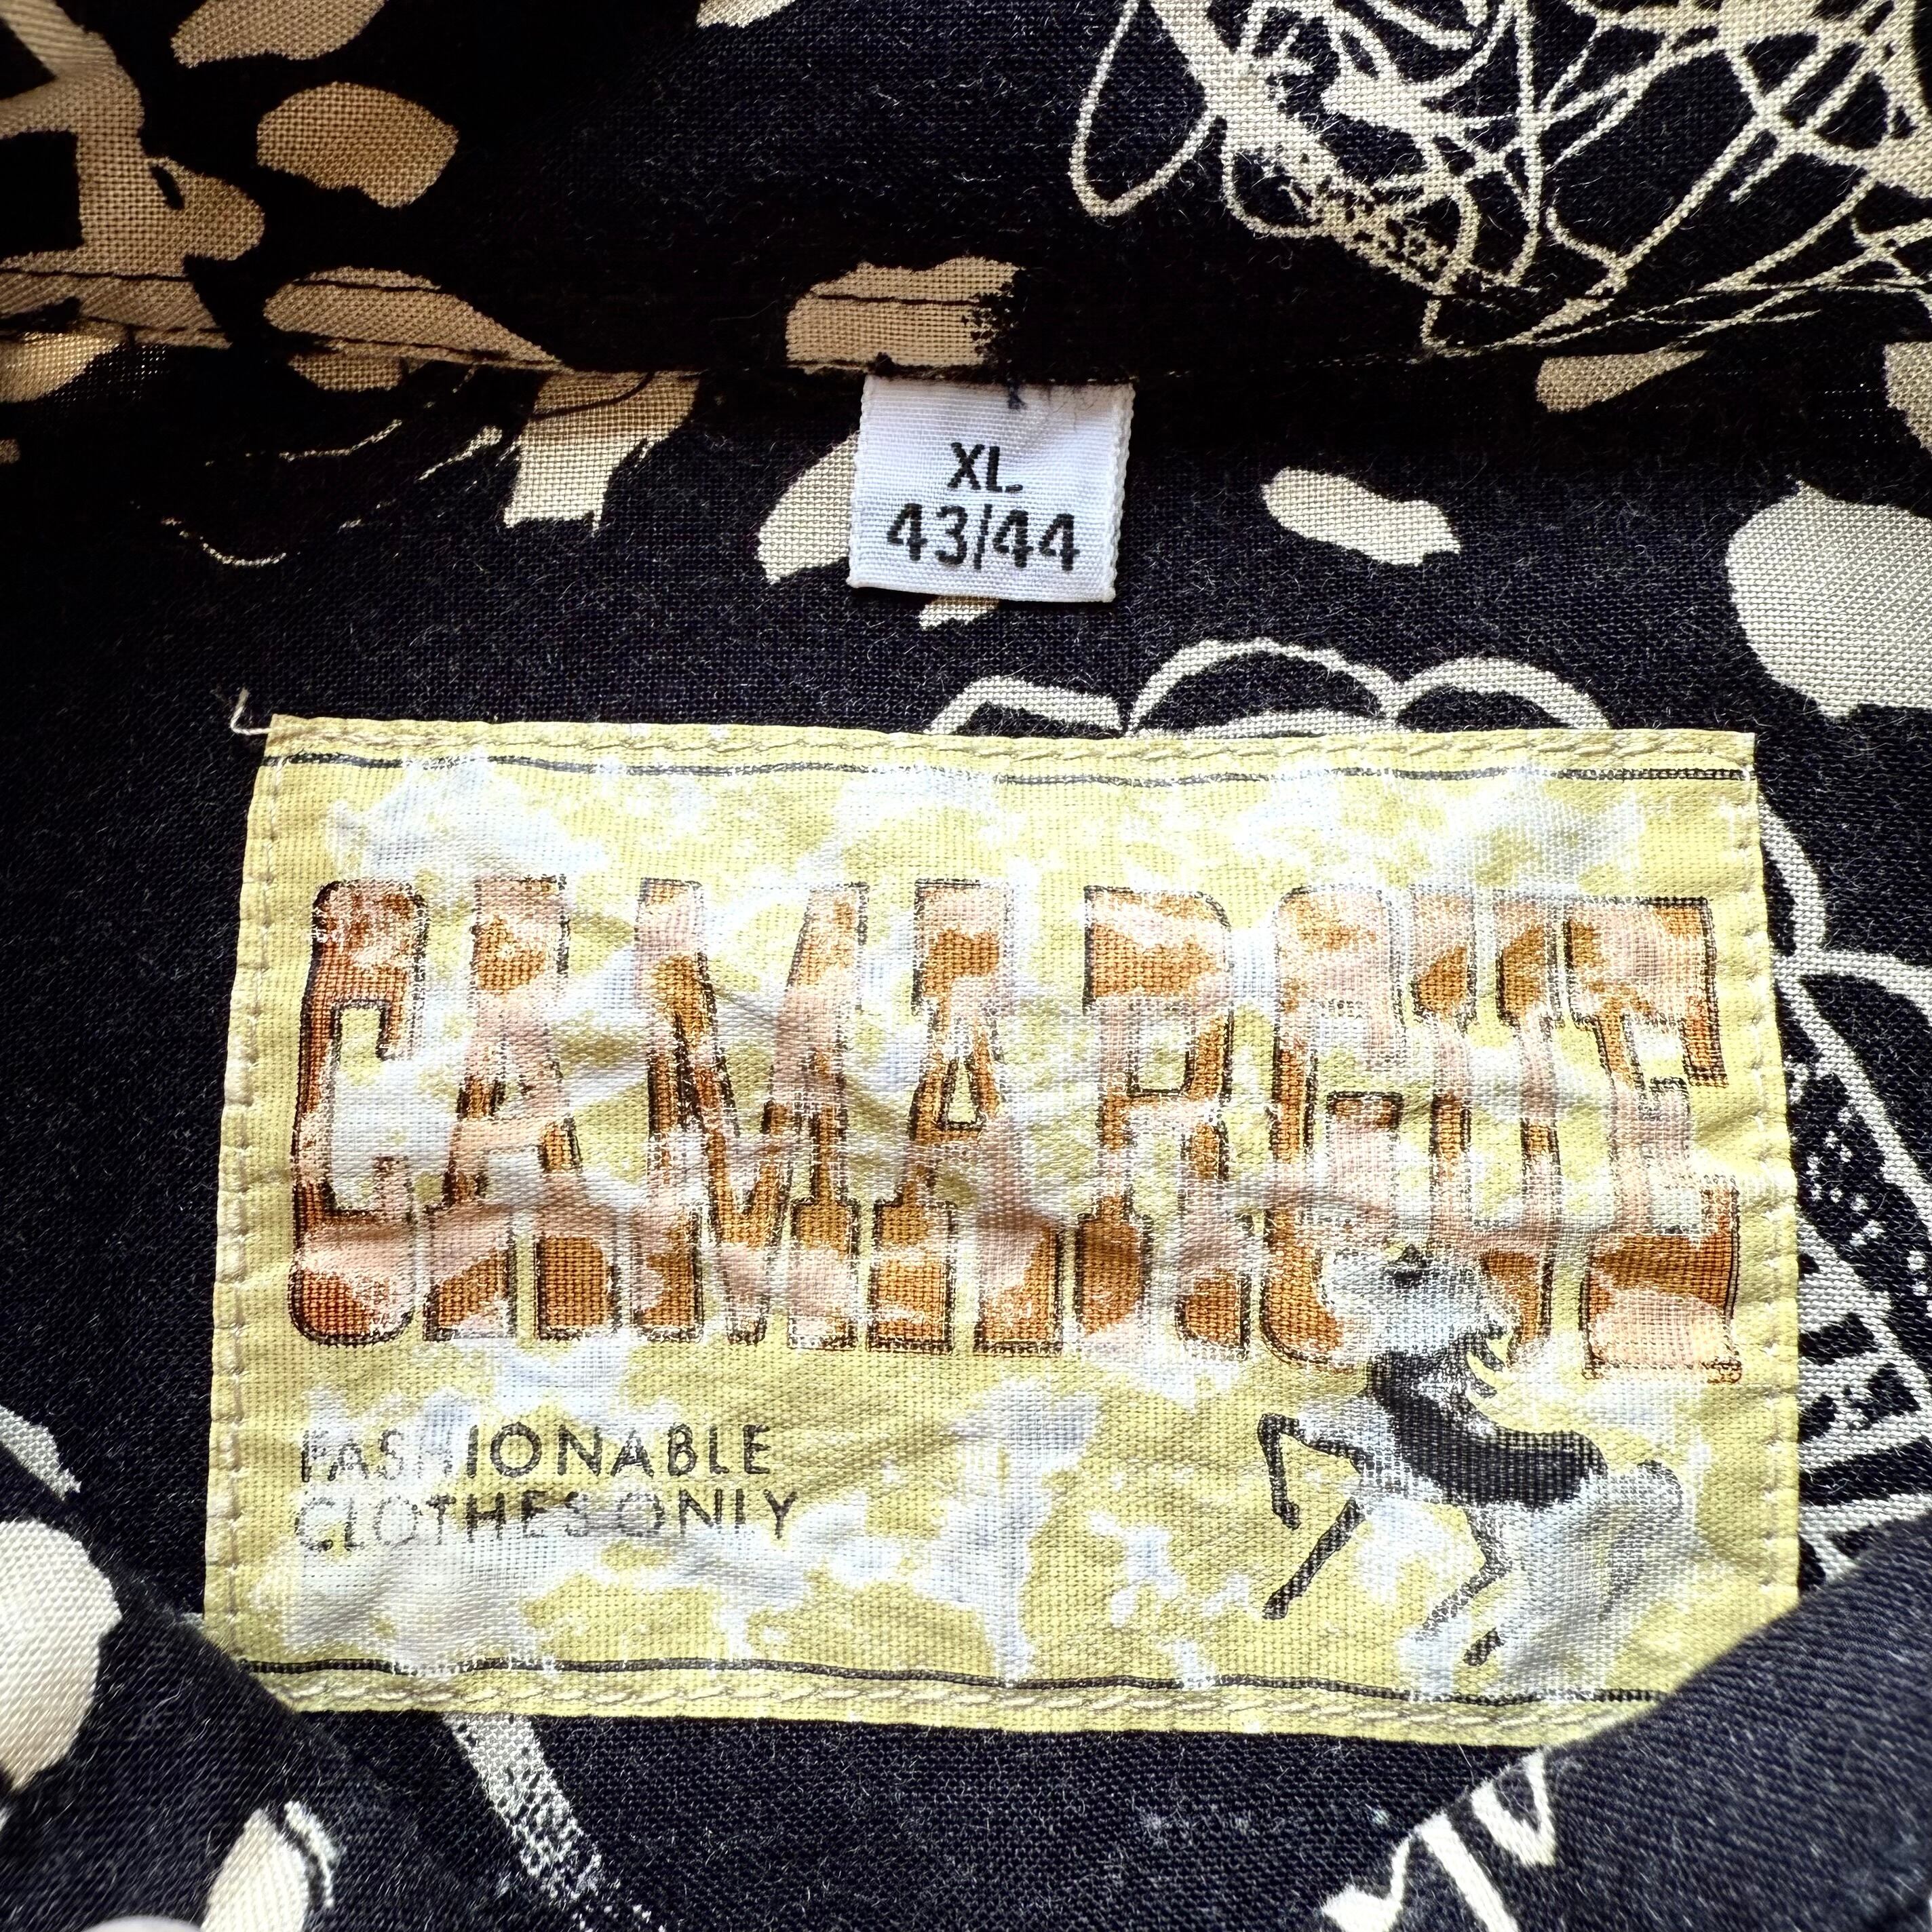 XL
43/44
CAMARGUE
FASHIONABLE
CLOTHES ONLY